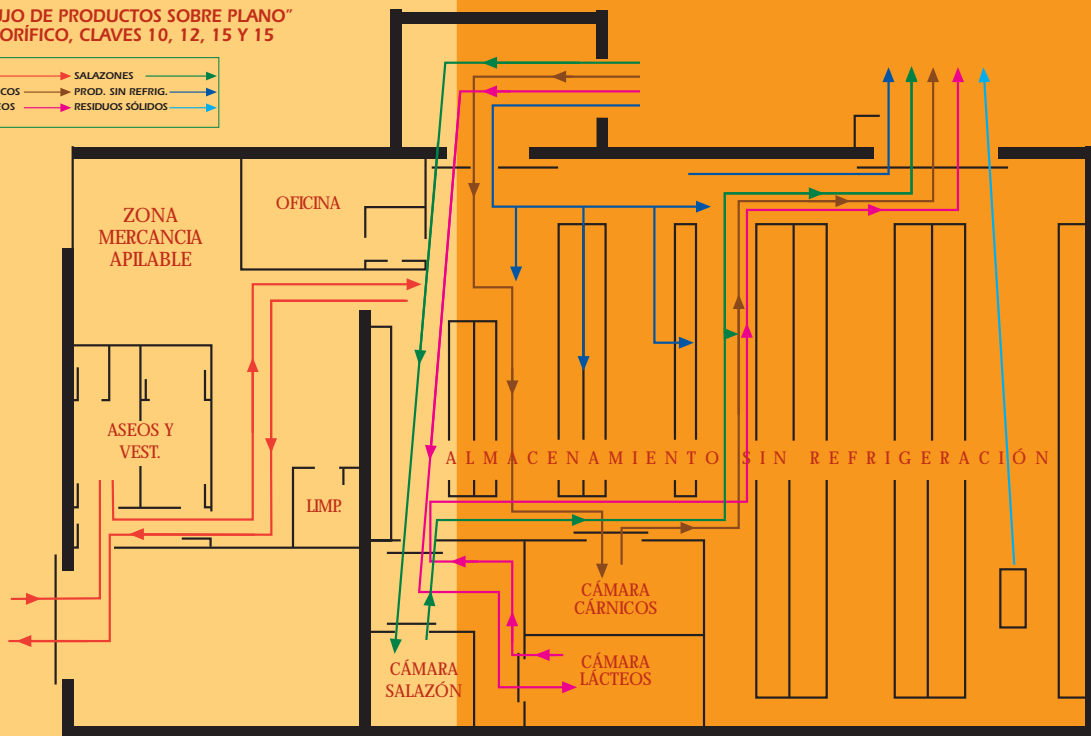 UJO DE PRODUCTOS SOBRE PLANO”
ORÍFICO, CLAVES 10, 12, 15 Y 15
SALAZONES
COS PROD. SIN REFRIG.
EOS RESIDUOS SÓLIDOS
OFICINA
ZONA
MERCANCIA
APILABLE
ASEOS Y
VEST.
LIMP.
ALMACENAMIENTO SIN REFRIGERACIÓN
CÁMARA
CÁRNICOS
CÁMARA
SALAZÓN
CÁMARA
LÁCTEOS